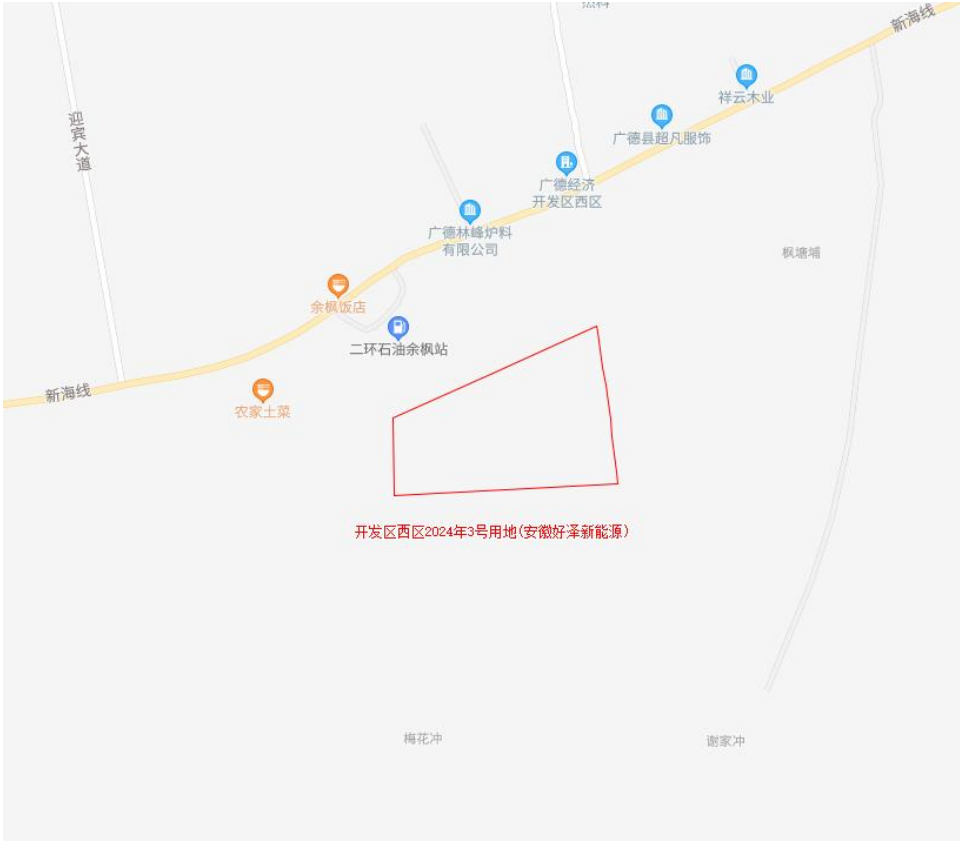 新海线
祥云木业
迎宾大道
广德县超凡服饰
广德经济
开发区西区
广德林峰炉料
有限公司
枫塘埔
余枫饭店
二环石油余枫站
新海线
农家土菜
开发区西区2024年3号用地(安徽好泽新能源)
梅花冲
谢家冲